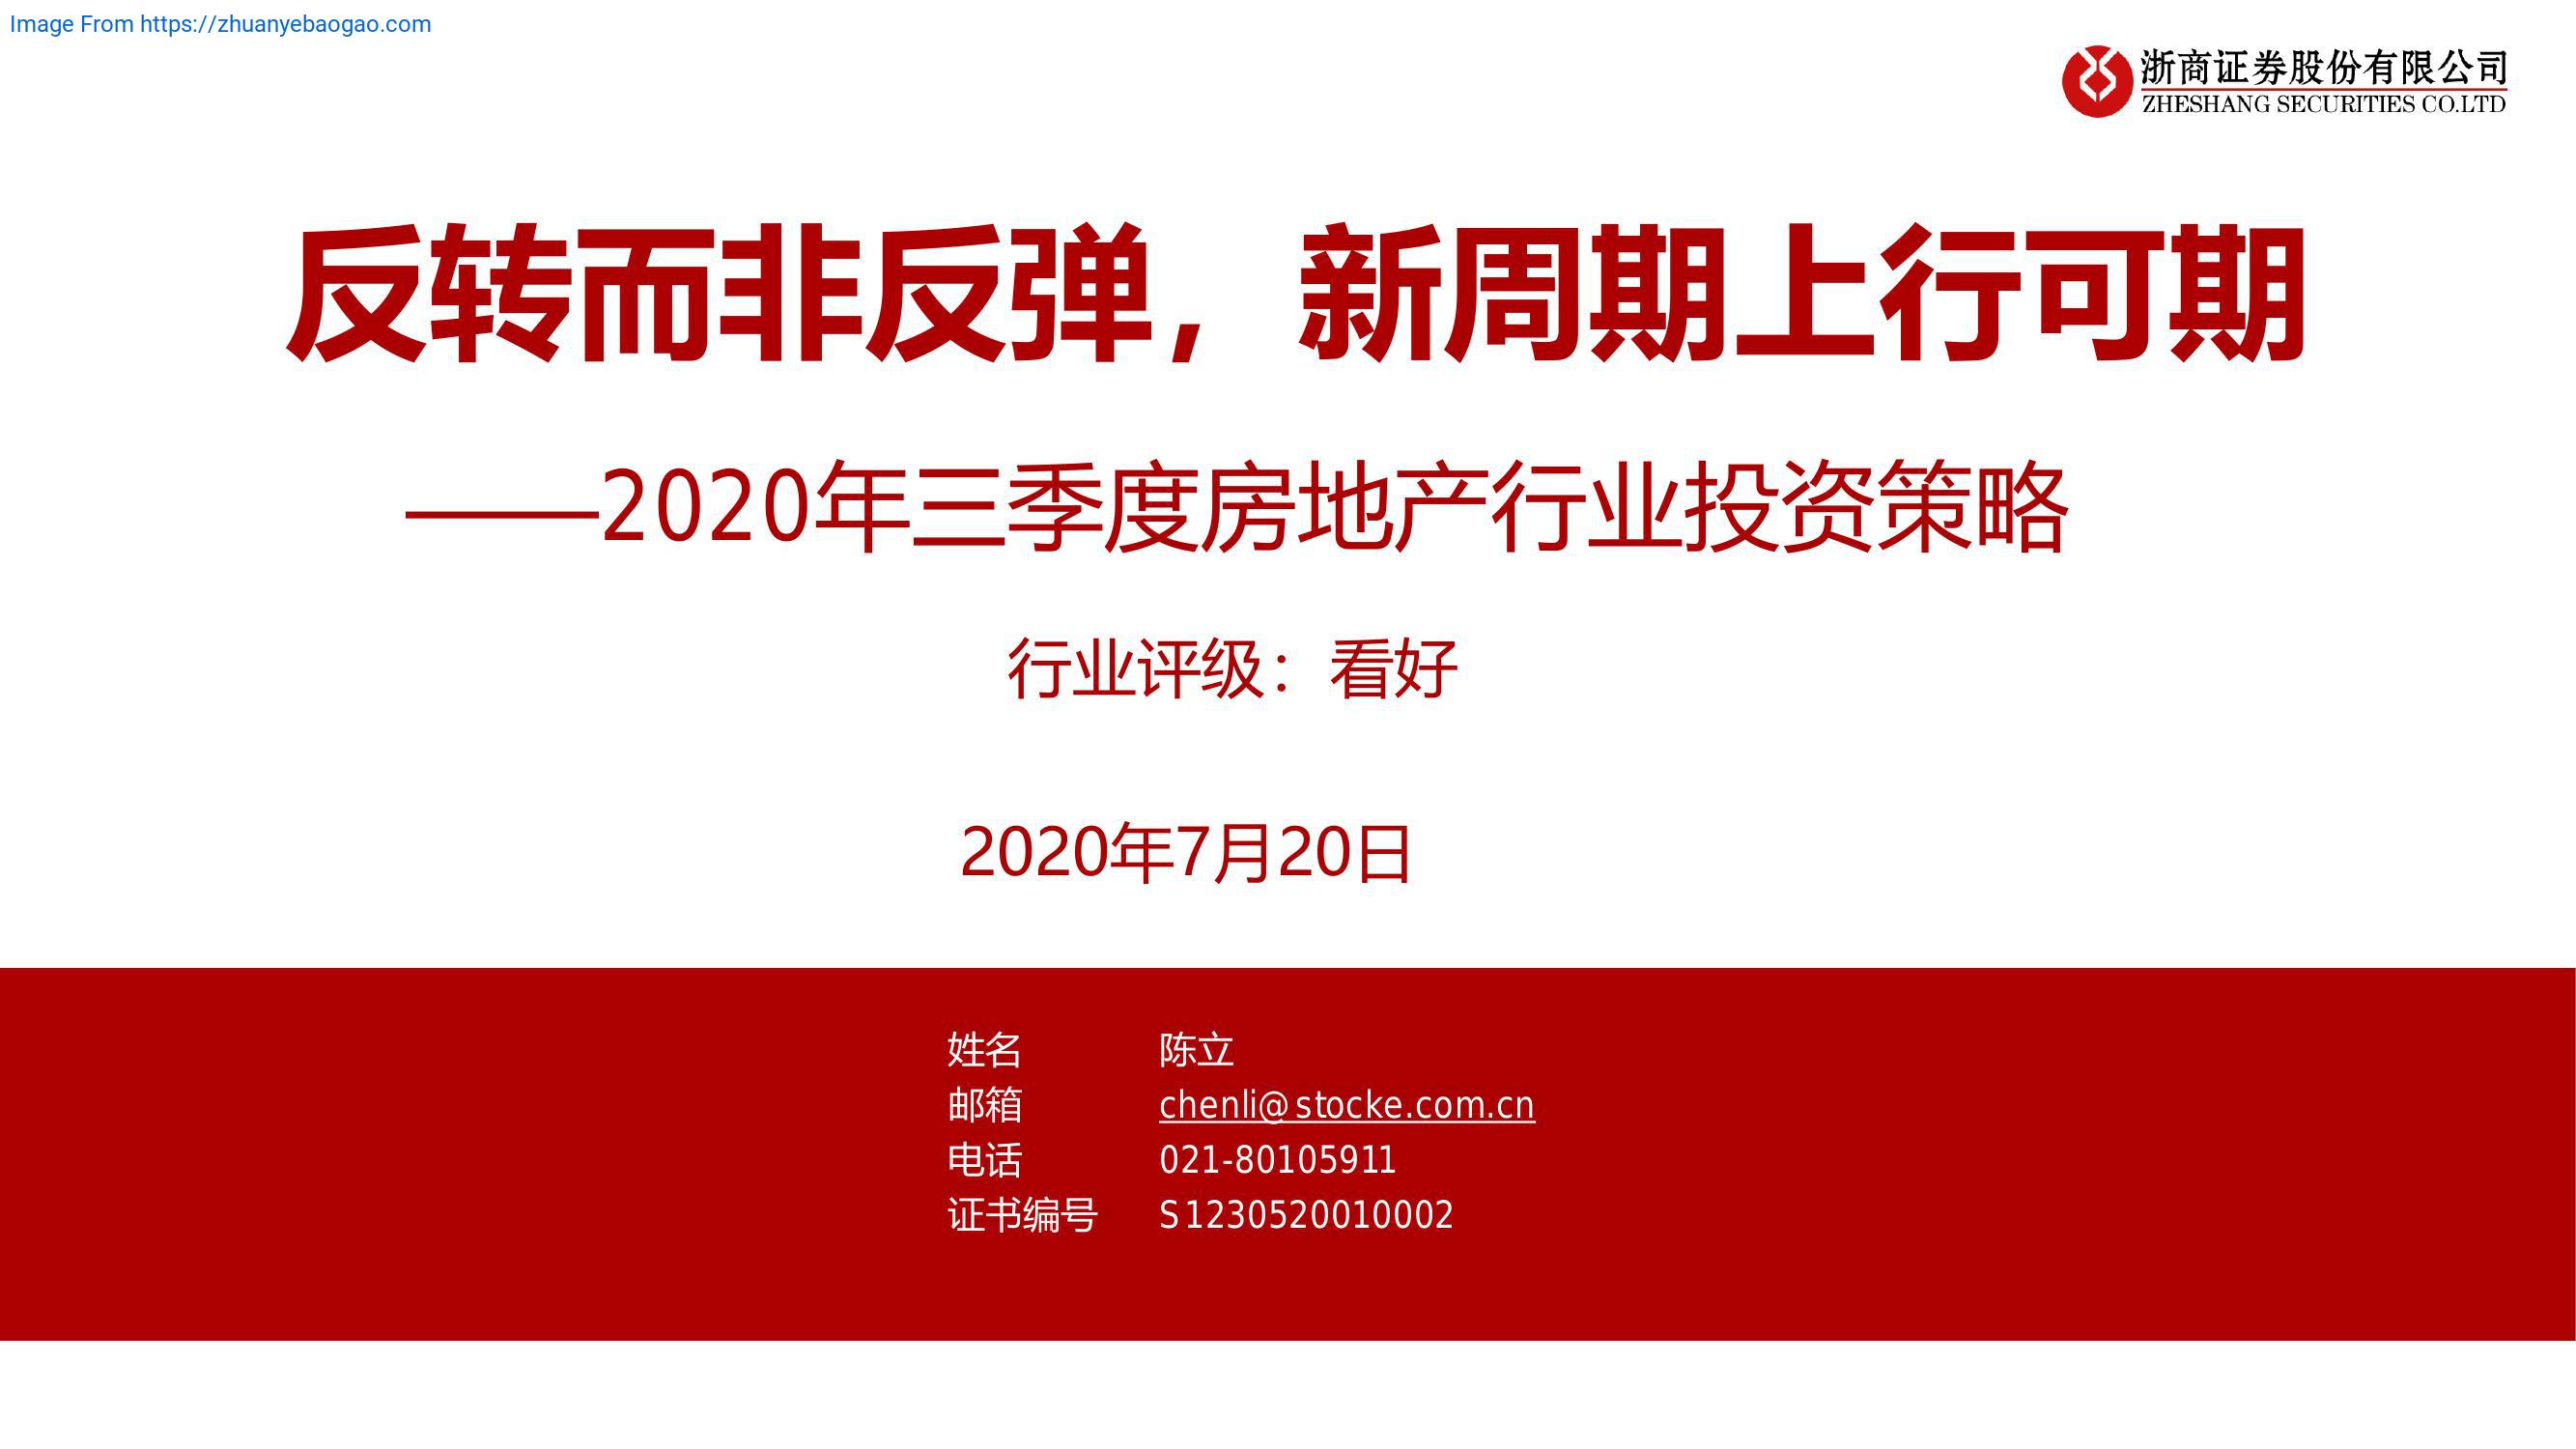 Image From https://zhuanyebaogao.com
浙商证券股份有限公司
ZHESHANG SECURITIES CO.LTD
反转而非反弹，新周期上行可期
——2020年三季度房地产行业投资策略
行业评级：看好
2020年7月20日
姓名 陈立
邮箱 chenli@stocke.com.cn
电话 021-80105911
证书编号 S1230520010002